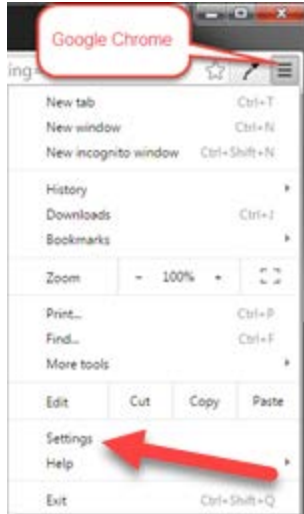 Google Chrome
ing
New tab Ctrl+T
New window Ctrl+N
New incognito window Ctrl+Shift+N
History
Downloads Ctrl+J
Bookmarks
Zoom - 100% +
Print... Ctrl+P
Find... Ctrl+F
More tools
Edit Cut Copy Paste
Settings
Help
Exit Ctrl+Shift+Q